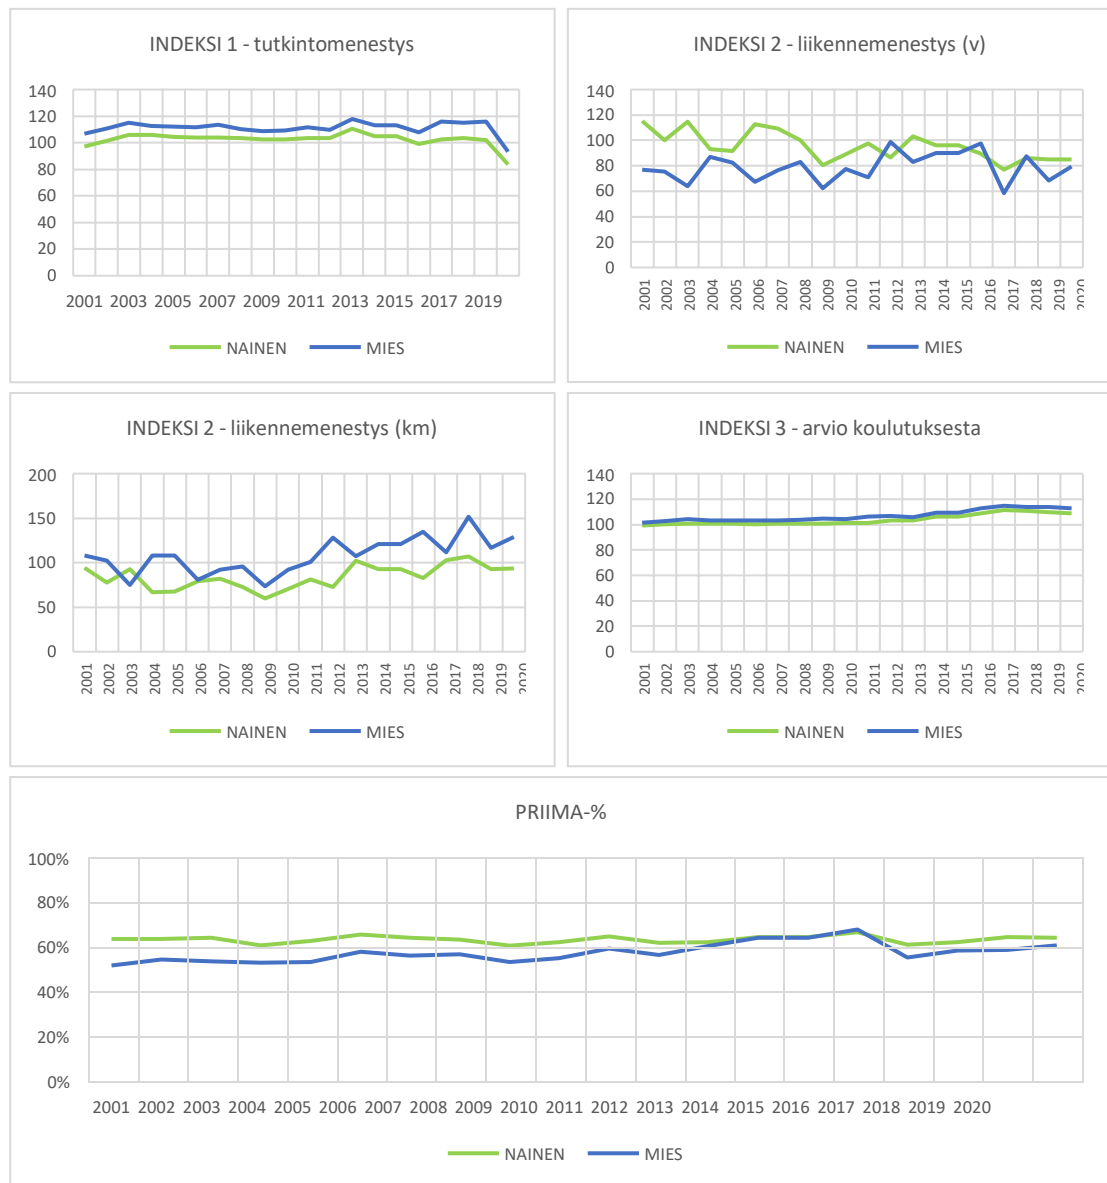 INDEKSI 1 - tutkintomenestys
140
120
100
80
60
40
20
0
2001 2003 2005 2007 2009 2011 2013 2015 2017 2019
NAINEN MIES
INDEKSI 2 - liikennemenestys (v)
140
120
100
80
60
40
20
0
2001 2002 2003 2004 2005 2006 2007 2008 2009 2010 2011 2012 2013 2014 2015 2016 2017 2018 2019 2020
NAINEN MIES
INDEKSI 2 - liikennemenestys (km)
200
150
100
50
0
2001 2002 2003 2004 2005 2006 2007 2008 2009 2010 2011 2012 2013 2014 2015 2016 2017 2018 2019 2020
NAINEN MIES
INDEKSI 3 - arvio koulutuksesta
140
120
100
80
60
40
20
0
2001 2002 2003 2004 2005 2006 2007 2008 2009 2010 2011 2012 2013 2014 2015 2016 2017 2018 2019 2020
NAINEN MIES
PRIIMA-%
100%
80%
60%
40%
20%
0%
2001 2002 2003 2004 2005 2006 2007 2008 2009 2010 2011 2012 2013 2014 2015 2016 2017 2018 2019 2020
NAINEN MIES